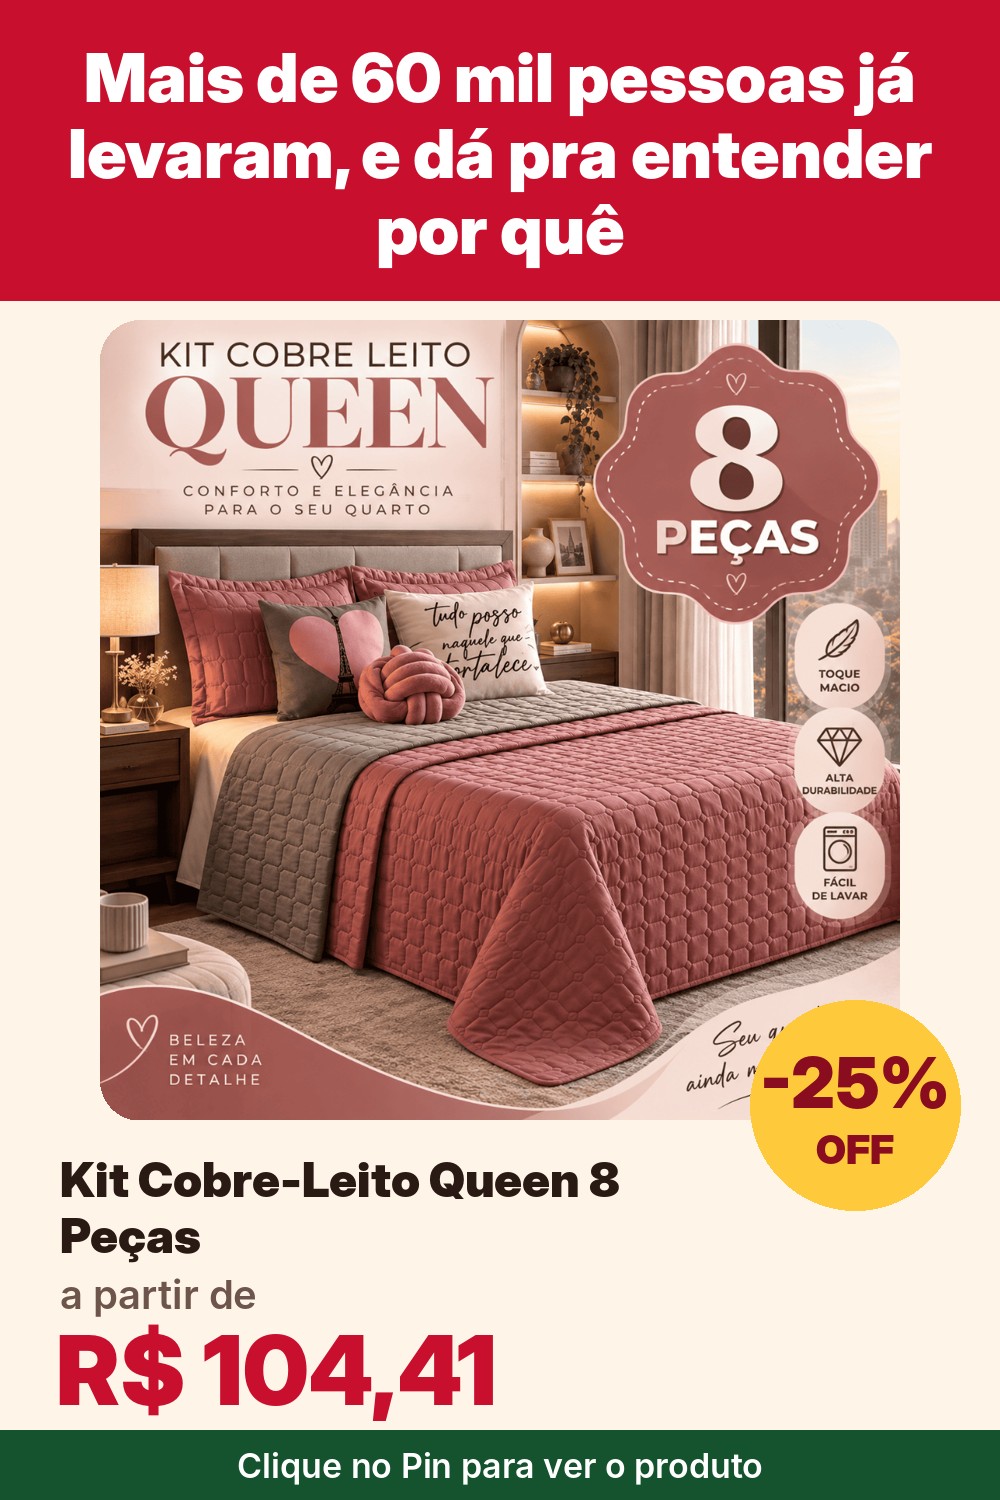 Mais de 60 mil pessoas já
levaram, e dá pra entender
por quê
KIT COBRE LEITO
QUEEN
CONFORTO E ELEGÂNCIA
PARA O SEU QUARTO
8
PEÇAS
tudo posso
naquele que
fortalece
TOQUE
MACIO
ALTA
DURABILIDADE
FÁCIL
DE LAVAR
BELEZA
EM CADA
DETALHE
Seu
ainda
-25%
OFF
Kit Cobre-Leito Queen 8
Peças
a partir de
R$ 104,41
Clique no Pin para ver o produto